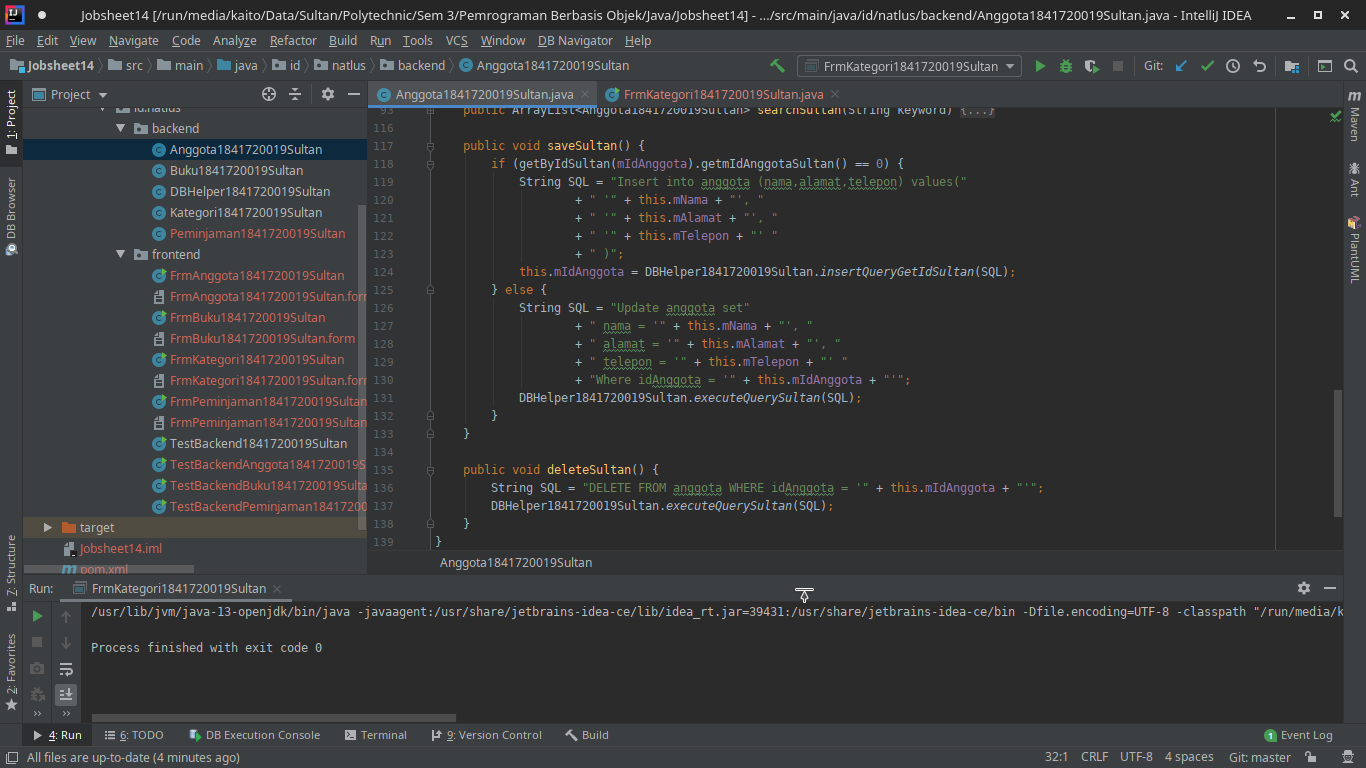 Jobsheet14 [/run/media/kaito/Data/Sultan/Polytechnic/Sem 3/Pemrograman Berbasis Objek/Java/Jobsheet14] - .../src/main/java/id/natlus/backend/Anggota1841720019Sultan.java - IntelliJ IDEA
File Edit View Navigate Code Analyze Refactor Build Run Tools VCS Window DB Navigator Help
Jobsheet14 src main java id natlus backend Anggota1841720019Sultan FrmKategori1841720019Sultan Git:
Project Anggota1841720019Sultan.java FrmKategori1841720019Sultan.java
1: Project
DB Browser
Z: Structure
2: Favorites
id.natlus
backend
Anggota1841720019Sultan
Buku1841720019Sultan
DBHelper1841720019Sultan
Kategori1841720019Sultan
Peminjaman1841720019Sultan
frontend
FrmAnggota1841720019Sultan
FrmAnggota1841720019Sultan.for
FrmBuku1841720019Sultan
FrmBuku1841720019Sultan.form
FrmKategori1841720019Sultan
FrmKategori1841720019Sultan.for
FrmPeminjaman1841720019Sultan
FrmPeminjaman1841720019Sultan
TestBackend1841720019Sultan
TestBackendAnggota1841720019S
TestBackendBuku1841720019Sulta
TestBackendPeminjaman18417200
target
Jobsheet14.iml
pom.xml
93 public ArrayList<Anggota1841720019Sultan> searchSultan(String keyword) {...}
116
117 public void saveSultan() {
118 if (getByIdSultan(mIdAnggota).getmIdAnggotaSultan() == 0) {
119 String SQL = "Insert into anggota (nama,alamat,telepon) values("
120 + " '" + this.mNama + "', "
121 + " '" + this.mAlamat + "', "
122 + " '" + this.mTelepon + "' "
123 + " )";
124 this.mIdAnggota = DBHelper1841720019Sultan.insertQueryGetIdSultan(SQL);
125 } else {
126 String SQL = "Update anggota set"
127 + " nama = '" + this.mNama + "', "
128 + " alamat = '" + this.mAlamat + "', "
129 + " telepon = '" + this.mTelepon + "' "
130 + "Where idAnggota = '" + this.mIdAnggota + "'";
131 DBHelper1841720019Sultan.executeQuerySultan(SQL);
132 }
133 }
134
135 public void deleteSultan() {
136 String SQL = "DELETE FROM anggota WHERE idAnggota = '" + this.mIdAnggota + "'";
137 DBHelper1841720019Sultan.executeQuerySultan(SQL);
138 }
139 }
Anggota1841720019Sultan
m Maven
Ant
PlantUML
Run: FrmKategori1841720019Sultan
/usr/lib/jvm/java-13-openjdk/bin/java -javaagent:/usr/share/jetbrains-idea-ce/lib/idea_rt.jar=39431:/usr/share/jetbrains-idea-ce/bin -Dfile.encoding=UTF-8 -classpath "/run/media/k
Process finished with exit code 0
4: Run 6: TODO DB Execution Console Terminal 9: Version Control Build 1 Event Log
All files are up-to-date (4 minutes ago) 32:1 CRLF UTF-8 4 spaces Git: master